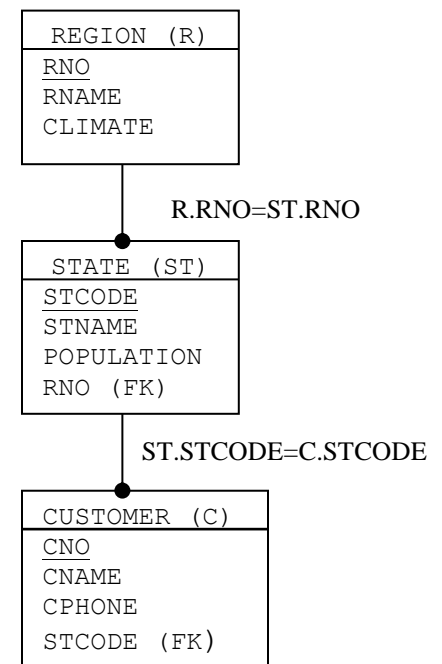 REGION (R)
RNO
RNAME
CLIMATE
R.RNO=ST.RNO
STATE (ST)
STCODE
STNAME
POPULATION
RNO (FK)
ST.STCODE=C.STCODE
CUSTOMER (C)
CNO
CNAME
CPHONE
STCODE (FK)